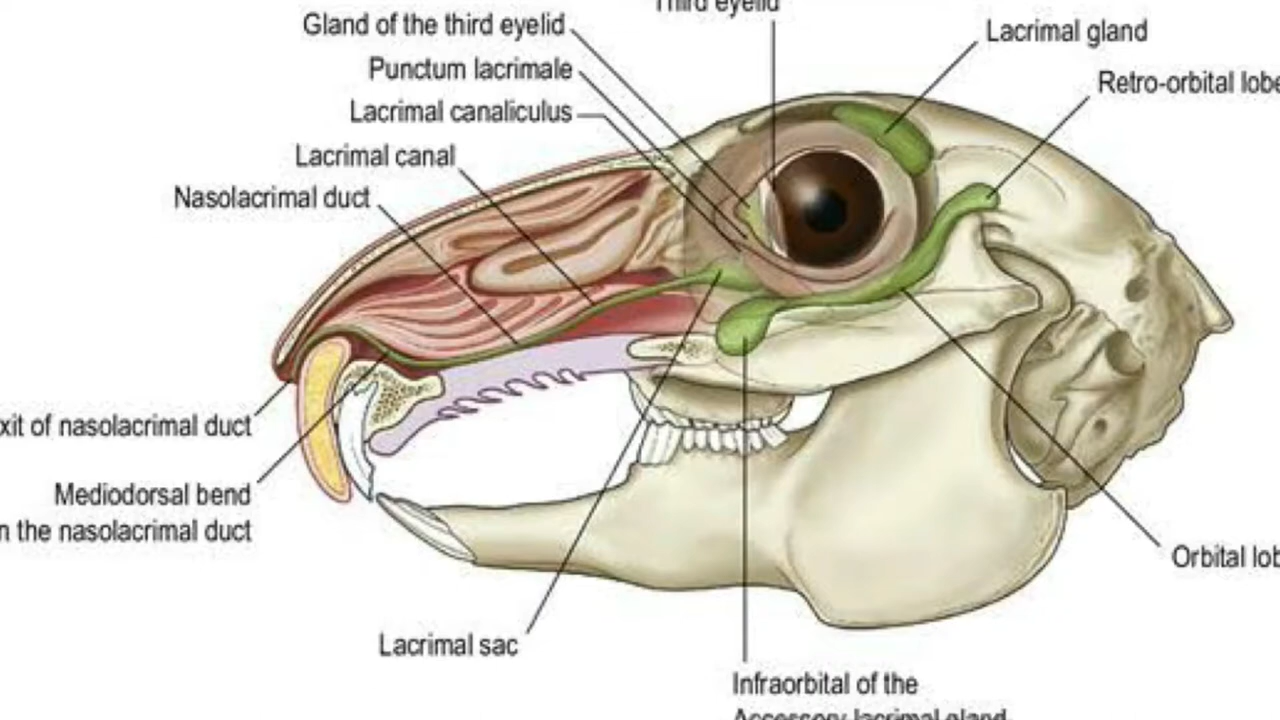 Third eyelid
Gland of the third eyelid
Lacrimal gland
Punctum lacrimale
Retro-orbital lobe
Lacrimal canaliculus
Lacrimal canal
Nasolacrimal duct
xit of nasolacrimal duct
Mediodorsal bend
n the nasolacrimal duct
Orbital lob
Lacrimal sac
Infraorbital of the
Accessory lacrimal gland